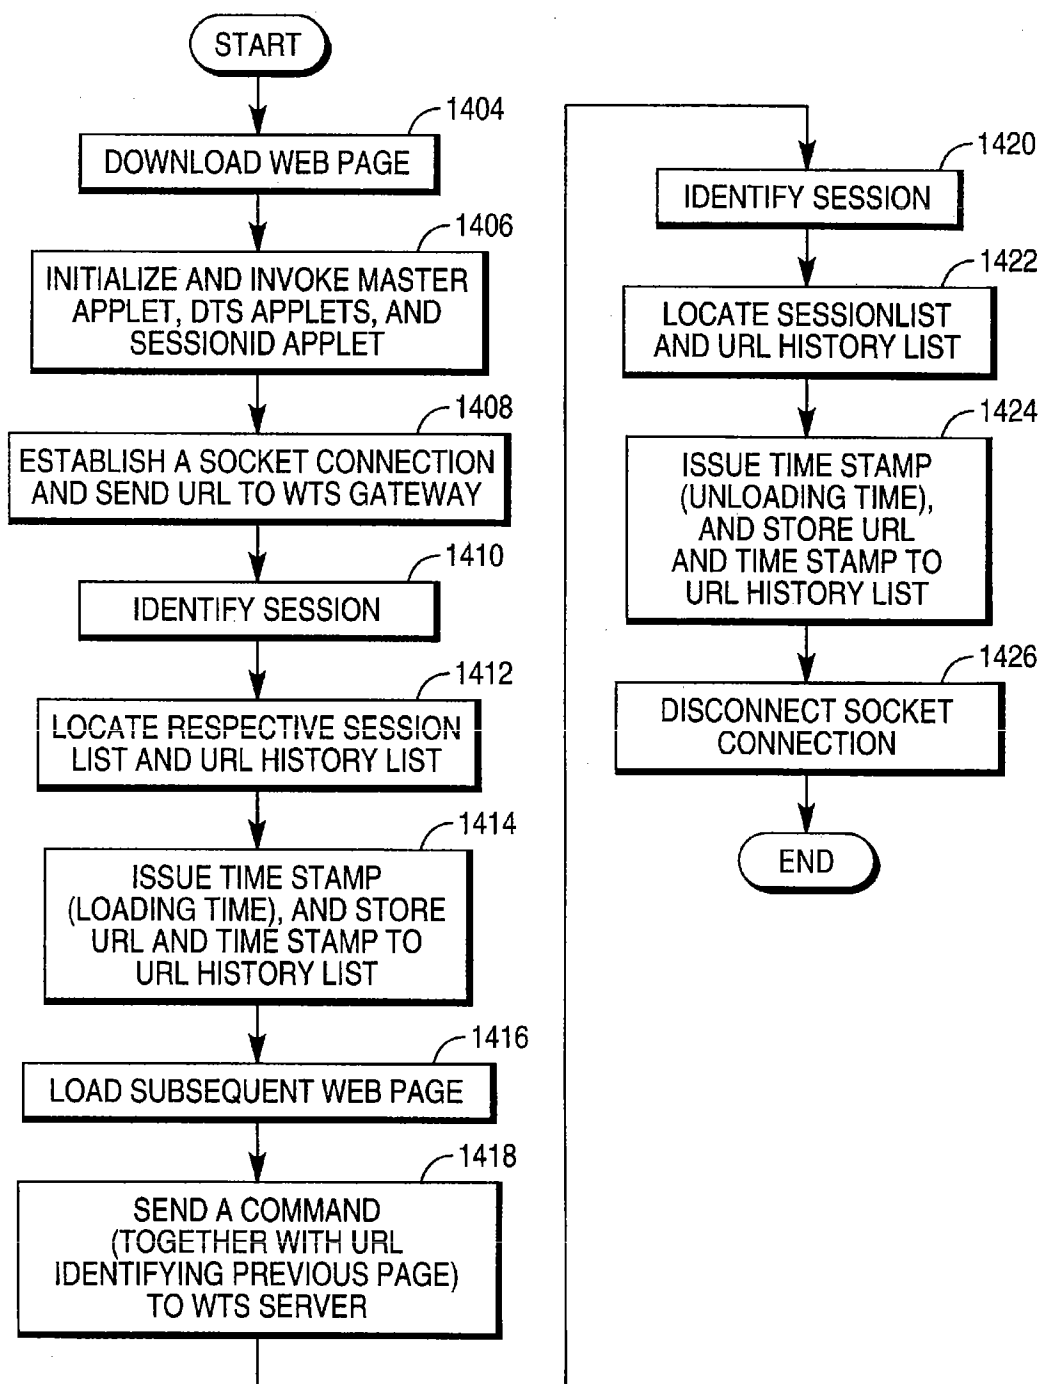 START
1404
DOWNLOAD WEB PAGE
1406
INITIALIZE AND INVOKE MASTER
APPLET, DTS APPLETS, AND
SESSIONID APPLET
1408
ESTABLISH A SOCKET CONNECTION
AND SEND URL TO WTS GATEWAY
1410
IDENTIFY SESSION
1412
LOCATE RESPECTIVE SESSION
LIST AND URL HISTORY LIST
1414
ISSUE TIME STAMP
(LOADING TIME), AND STORE
URL AND TIME STAMP TO
URL HISTORY LIST
1416
LOAD SUBSEQUENT WEB PAGE
1418
SEND A COMMAND
(TOGETHER WITH URL
IDENTIFYING PREVIOUS PAGE)
TO WTS SERVER
1420
IDENTIFY SESSION
1422
LOCATE SESSIONLIST
AND URL HISTORY LIST
1424
ISSUE TIME STAMP
(UNLOADING TIME),
AND STORE URL
AND TIME STAMP TO
URL HISTORY LIST
1426
DISCONNECT SOCKET
CONNECTION
END